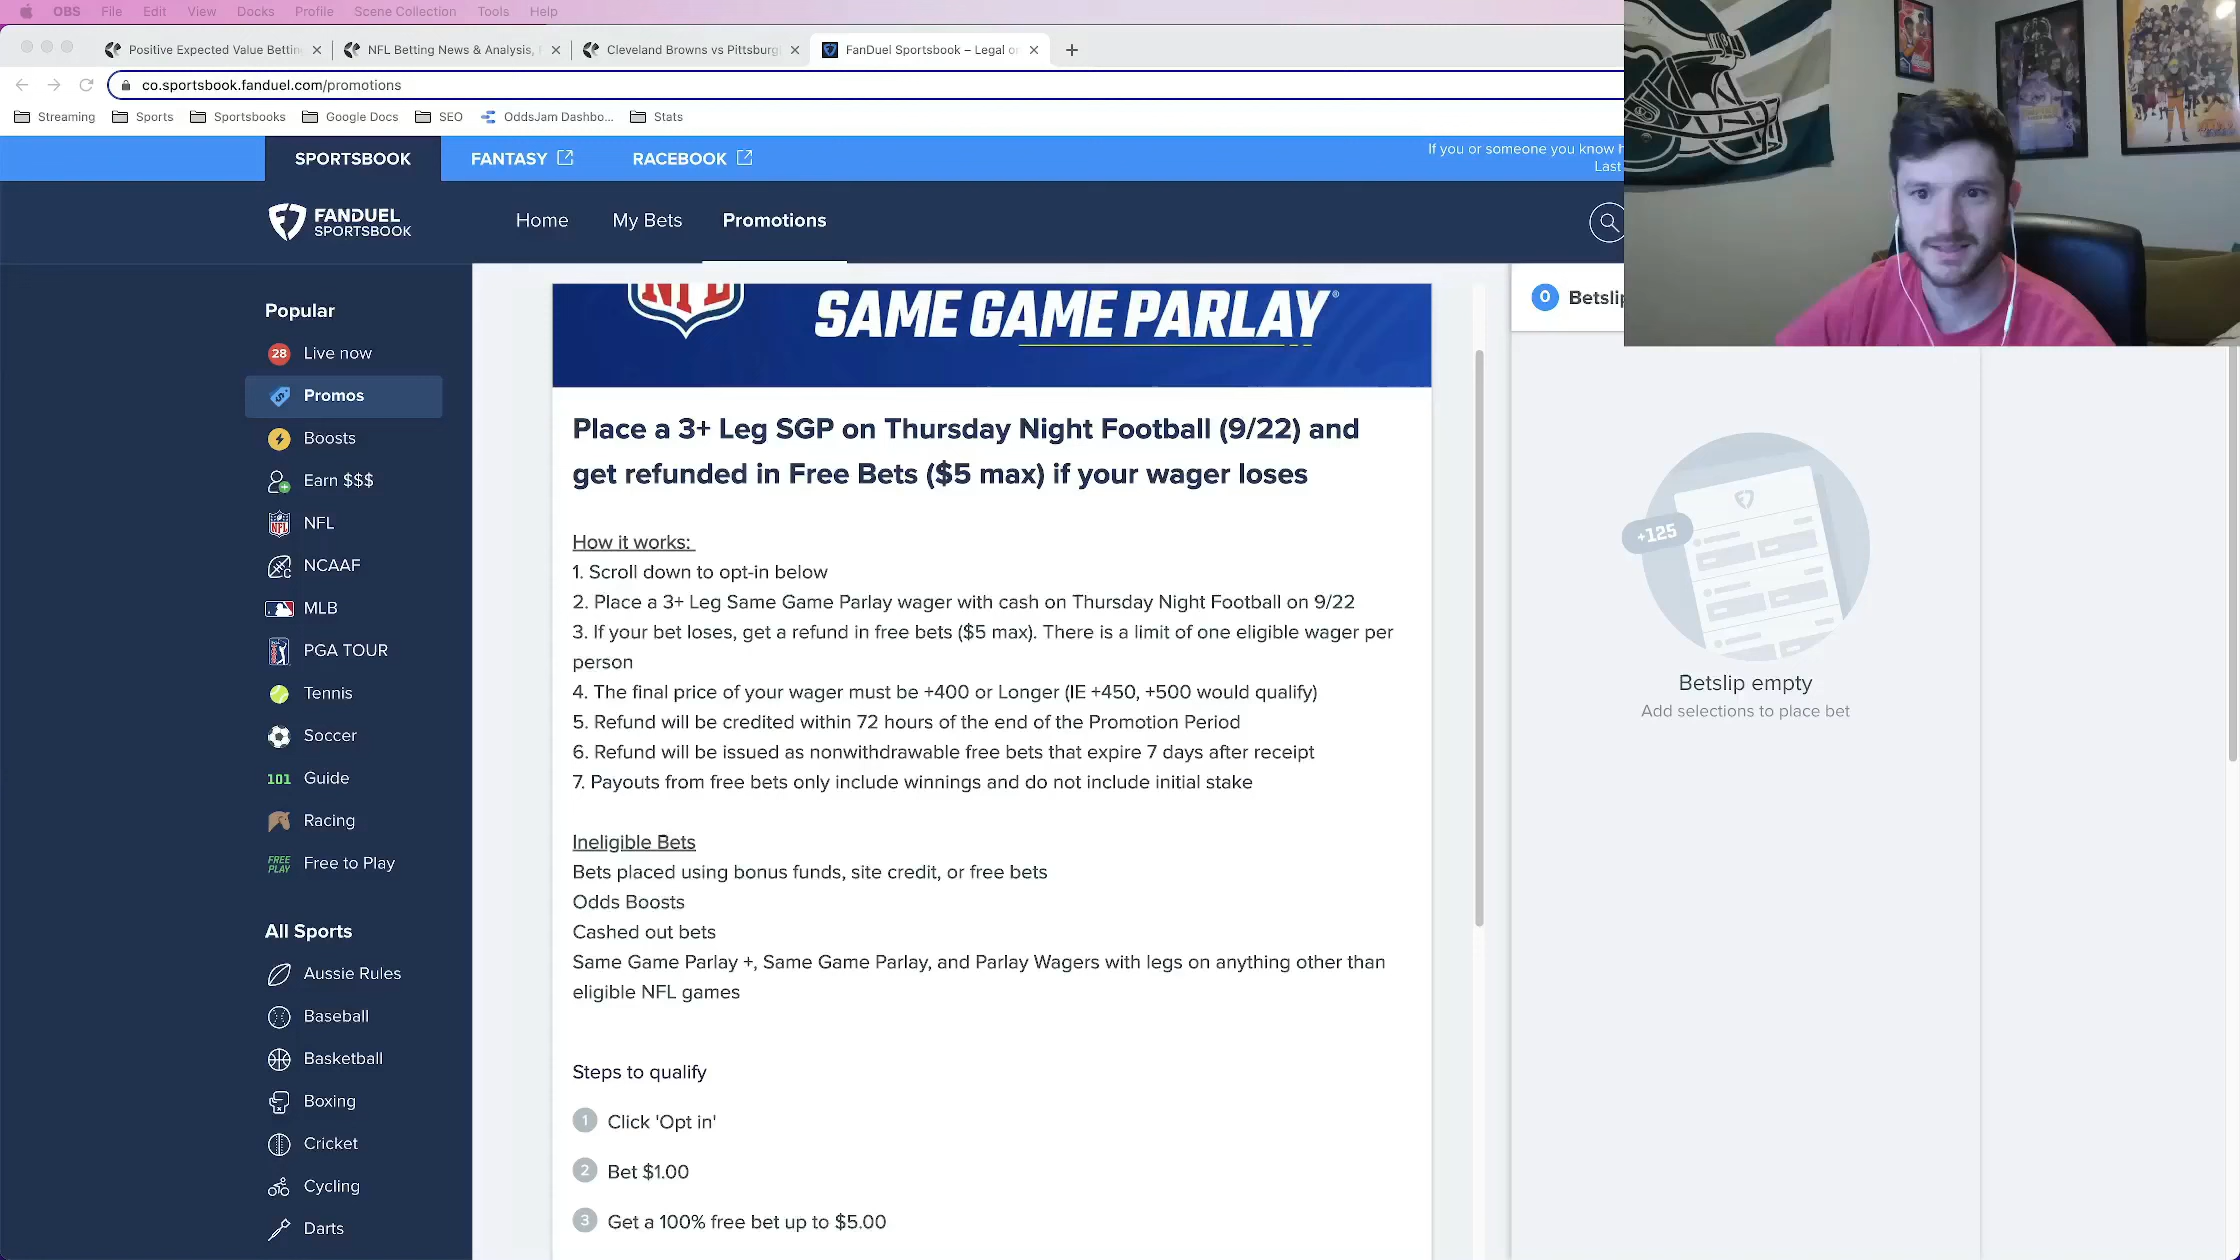 OBS File Edit View Docks Profile Scene Collection Tools Help
Positive Expected Value Bettin
NFL Betting News & Analysis,
Cleveland Browns vs Pittsburg
FanDuel Sportsbook – Legal o
co.sportsbook.fanduel.com/promotions
Streaming Sports Sportsbooks Google Docs SEO OddsJam Dashbo... Stats
SPORTSBOOK FANTASY RACEBOOK
If you or someone you know h
Last
FANDUEL
SPORTSBOOK
Home My Bets Promotions
Popular
28 Live now
Promos
Boosts
Earn $$$
NFL
NCAAF
MLB
PGA TOUR
Tennis
Soccer
101 Guide
Racing
FREE PLAY Free to Play
All Sports
Aussie Rules
Baseball
Basketball
Boxing
Cricket
Cycling
Darts
NFL
SAME GAME PARLAY®
Place a 3+ Leg SGP on Thursday Night Football (9/22) and
get refunded in Free Bets ($5 max) if your wager loses
How it works:
1. Scroll down to opt-in below
2. Place a 3+ Leg Same Game Parlay wager with cash on Thursday Night Football on 9/22
3. If your bet loses, get a refund in free bets ($5 max). There is a limit of one eligible wager per
person
4. The final price of your wager must be +400 or Longer (IE +450, +500 would qualify)
5. Refund will be credited within 72 hours of the end of the Promotion Period
6. Refund will be issued as nonwithdrawable free bets that expire 7 days after receipt
7. Payouts from free bets only include winnings and do not include initial stake
Ineligible Bets
Bets placed using bonus funds, site credit, or free bets
Odds Boosts
Cashed out bets
Same Game Parlay +, Same Game Parlay, and Parlay Wagers with legs on anything other than
eligible NFL games
Steps to qualify
1 Click 'Opt in'
2 Bet $1.00
3 Get a 100% free bet up to $5.00
0 Betslip
+125
Betslip empty
Add selections to place bet